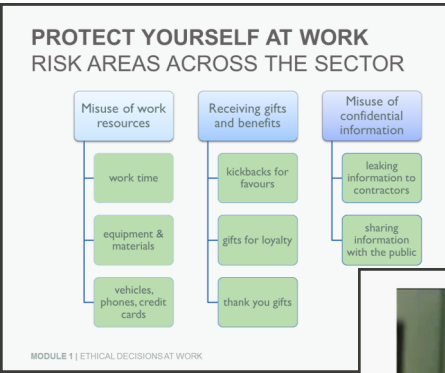 PROTECT YOURSELF AT WORK
RISK AREAS ACROSS THE SECTOR
Misuse of work
resources
work time
equipment &
materials
vehicles,
phones, credit
cards
Receiving gifts
and benefits
kickbacks for
favours
gifts for loyalty
thank you gifts
Misuse of
confidential
information
leaking
information to
contractors
sharing
information
with the public
MODULE 1 | ETHICAL DECISIONS AT WORK